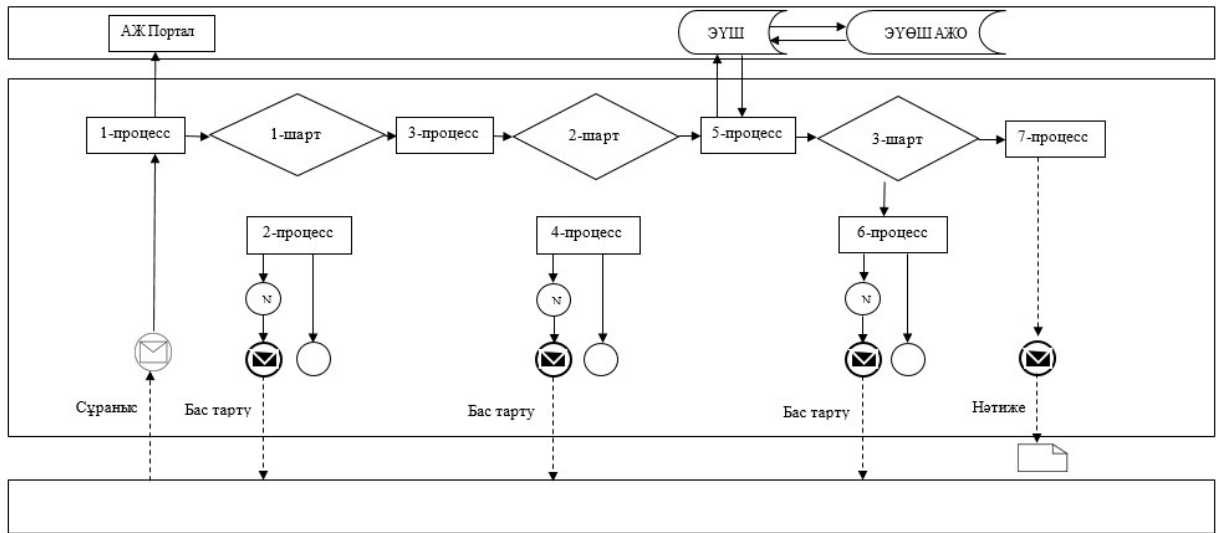 АЖ Портал
ЭҮШ
ЭҮӨШ АЖО
1-процесс
1-шарт
3-процесс
2-шарт
5-процесс
3-шарт
7-процесс
2-процесс
4-процесс
6-процесс
N
N
N
Сұраныс
Бас тарту
Бас тарту
Бас тарту
Нәтиже